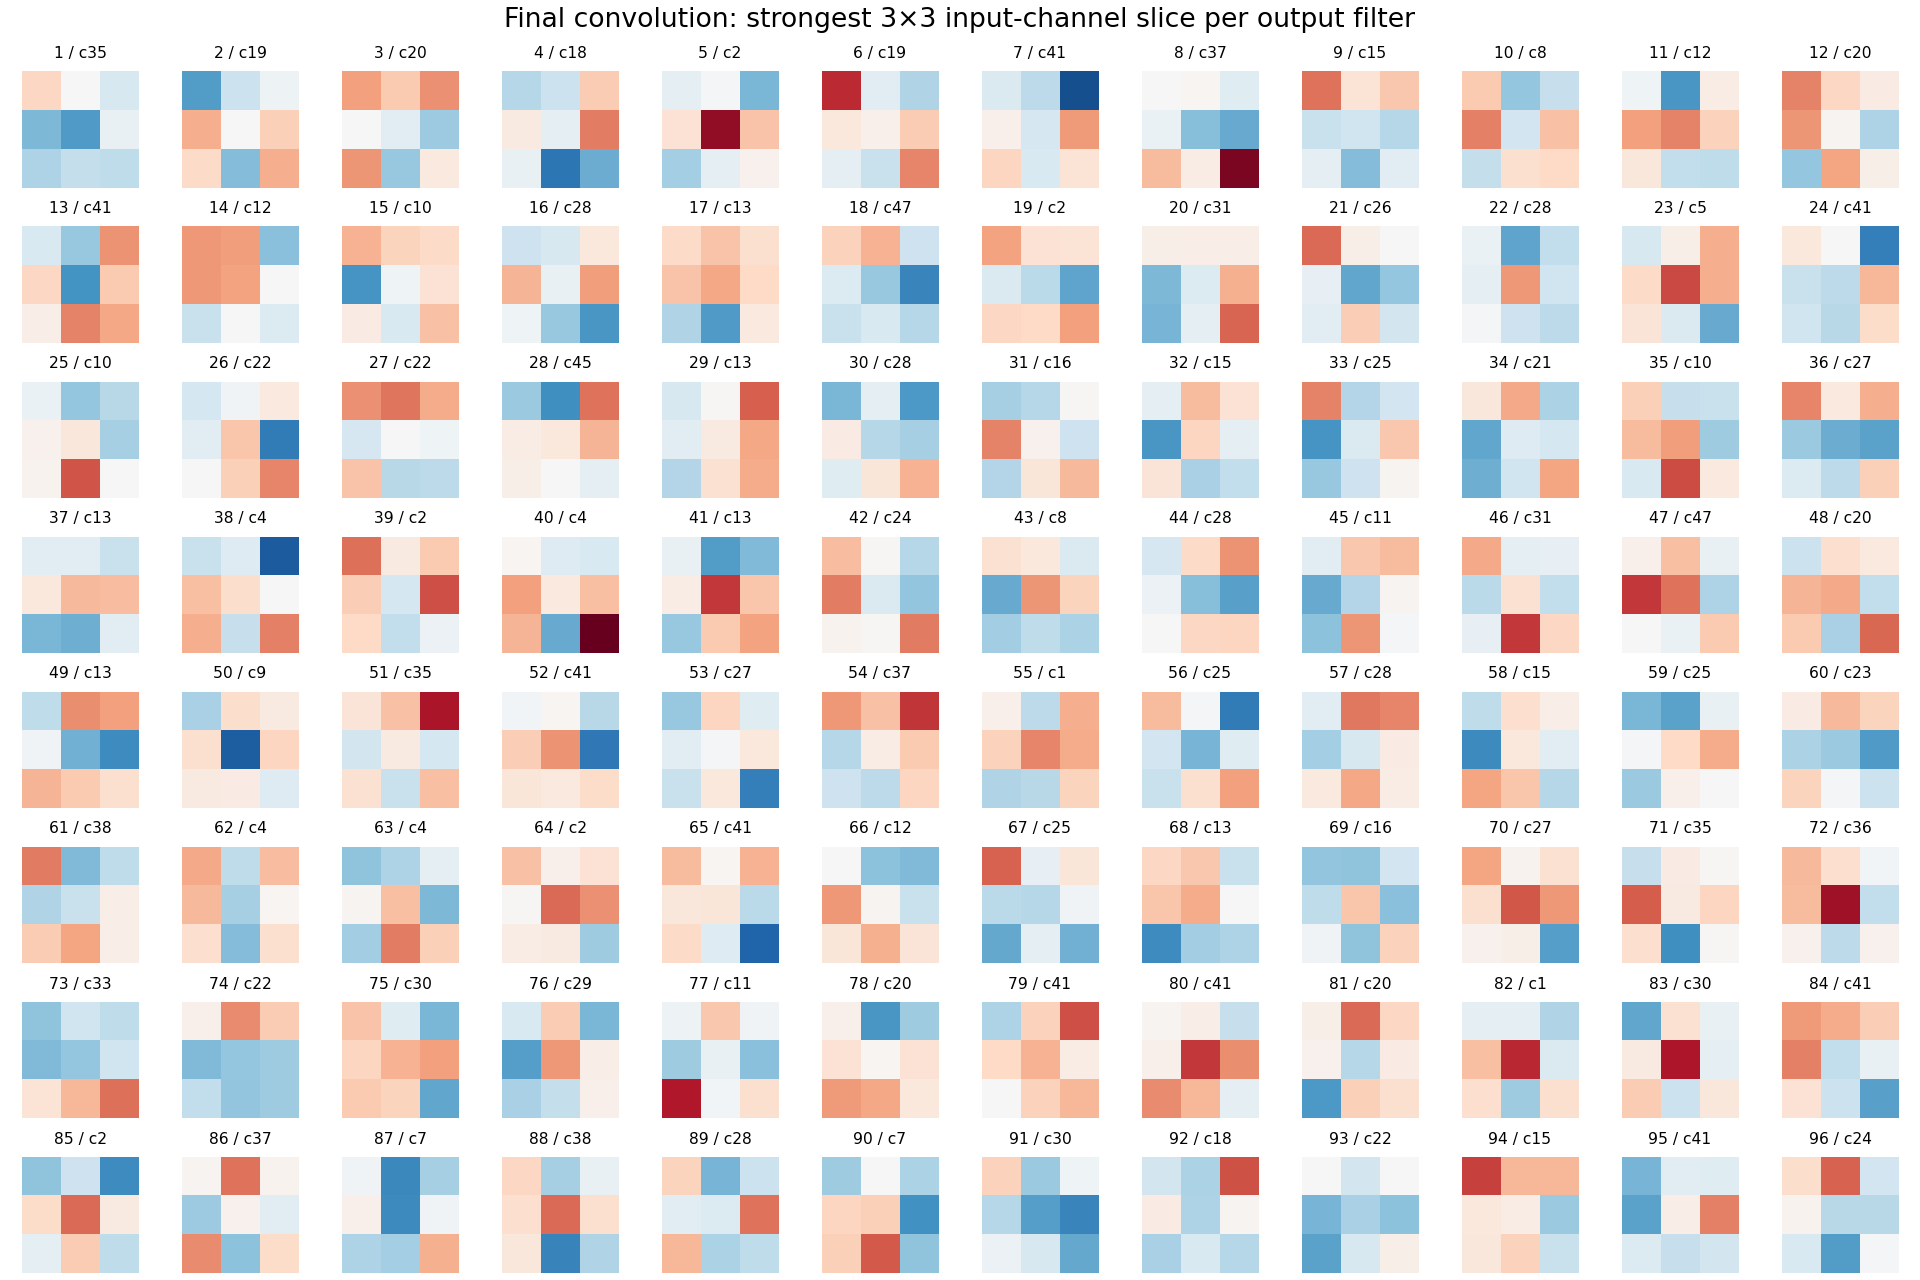 Final convolution: strongest 3×3 input-channel slice per output filter
1 / c35 2 / c19 3 / c20 4 / c18 5 / c2 6 / c19 7 / c41 8 / c37 9 / c15 10 / c8 11 / c12 12 / c20
13 / c41 14 / c12 15 / c10 16 / c28 17 / c13 18 / c47 19 / c2 20 / c31 21 / c26 22 / c28 23 / c5 24 / c41
25 / c10 26 / c22 27 / c22 28 / c45 29 / c13 30 / c28 31 / c16 32 / c15 33 / c25 34 / c21 35 / c10 36 / c27
37 / c13 38 / c4 39 / c2 40 / c4 41 / c13 42 / c24 43 / c8 44 / c28 45 / c11 46 / c31 47 / c47 48 / c20
49 / c13 50 / c9 51 / c35 52 / c41 53 / c27 54 / c37 55 / c1 56 / c25 57 / c28 58 / c15 59 / c25 60 / c23
61 / c38 62 / c4 63 / c4 64 / c2 65 / c41 66 / c12 67 / c25 68 / c13 69 / c16 70 / c27 71 / c35 72 / c36
73 / c33 74 / c22 75 / c30 76 / c29 77 / c11 78 / c20 79 / c41 80 / c41 81 / c20 82 / c1 83 / c30 84 / c41
85 / c2 86 / c37 87 / c7 88 / c38 89 / c28 90 / c7 91 / c30 92 / c18 93 / c22 94 / c15 95 / c41 96 / c24